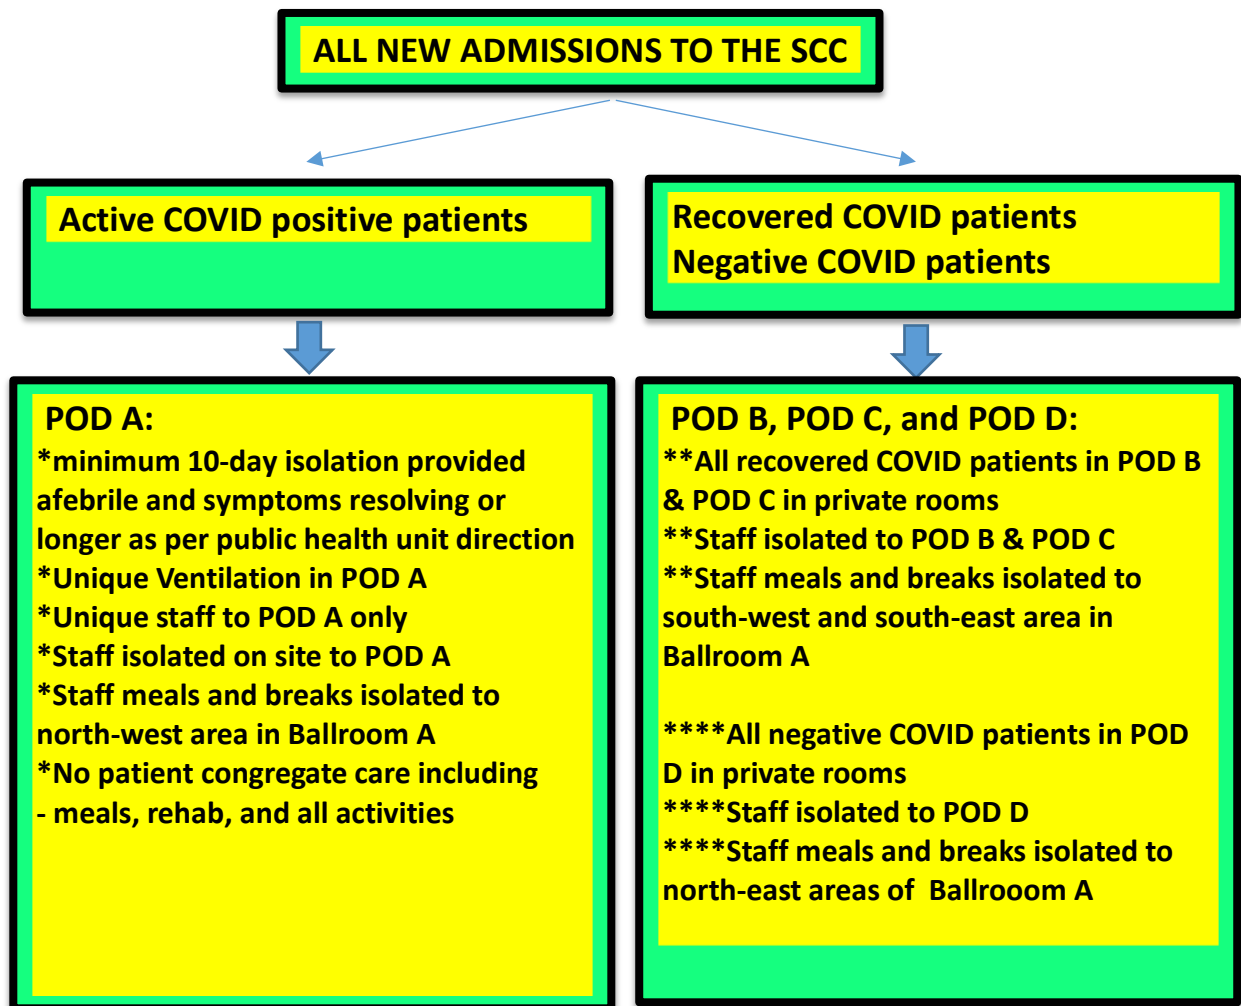 ALL NEW ADMISSIONS TO THE SCC
Active COVID positive patients
Recovered COVID patients
Negative COVID patients
POD A:
*minimum 10-day isolation provided
afebrile and symptoms resolving or
longer as per public health unit direction
*Unique Ventilation in POD A
*Unique staff to POD A only
*Staff isolated on site to POD A
*Staff meals and breaks isolated to
north-west area in Ballroom A
*No patient congregate care including
- meals, rehab, and all activities
POD B, POD C, and POD D:
**All recovered COVID patients in POD B
& POD C in private rooms
**Staff isolated to POD B & POD C
**Staff meals and breaks isolated to
south-west and south-east area in
Ballroom A
****All negative COVID patients in POD
D in private rooms
****Staff isolated to POD D
****Staff meals and breaks isolated to
north-east areas of  Ballrooom A